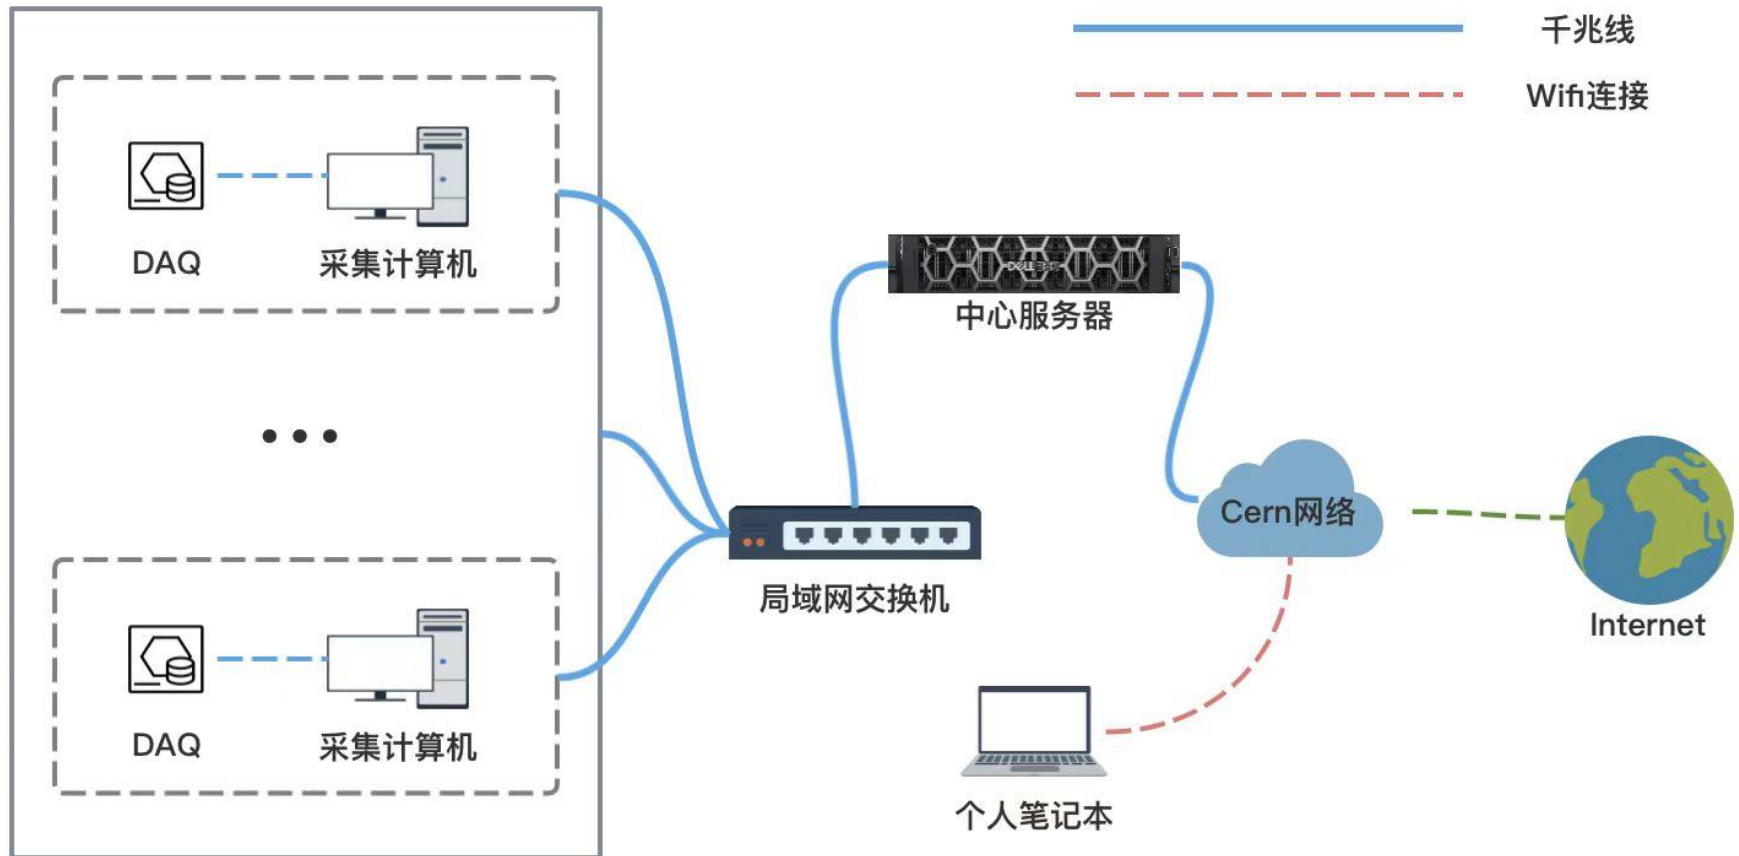 千兆线
Wifi连接
DAQ
采集计算机
中心服务器
Cern网络
局域网交换机
Internet
DAQ
采集计算机
个人笔记本